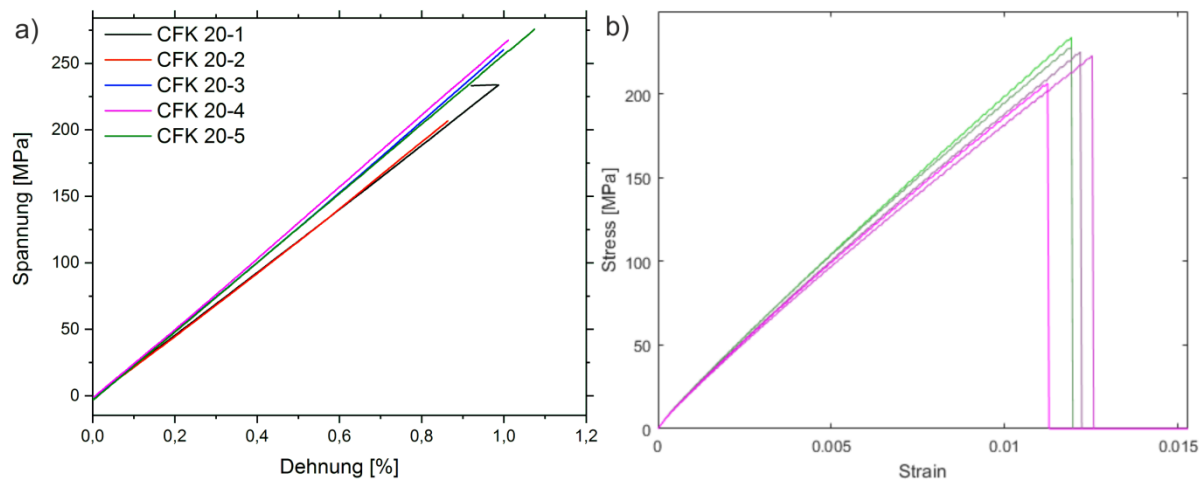 a)
CFK 20-1
CFK 20-2
CFK 20-3
CFK 20-4
CFK 20-5
Spannung [MPa]
250
200
150
100
50
0
0,0 0,2 0,4 0,6 0,8 1,0 1,2
Dehnung [%]
b)
Stress [MPa]
200
150
100
50
0
0 0.005 0.01 0.015
Strain